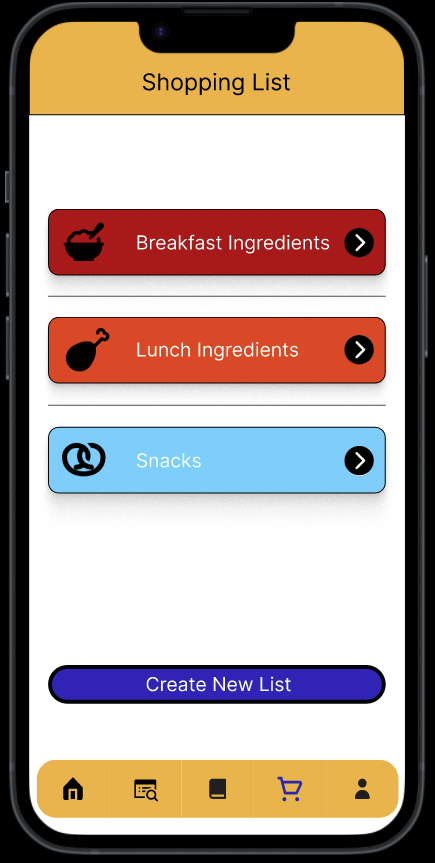 Shopping List
Breakfast Ingredients
Lunch Ingredients
Snacks
Create New List